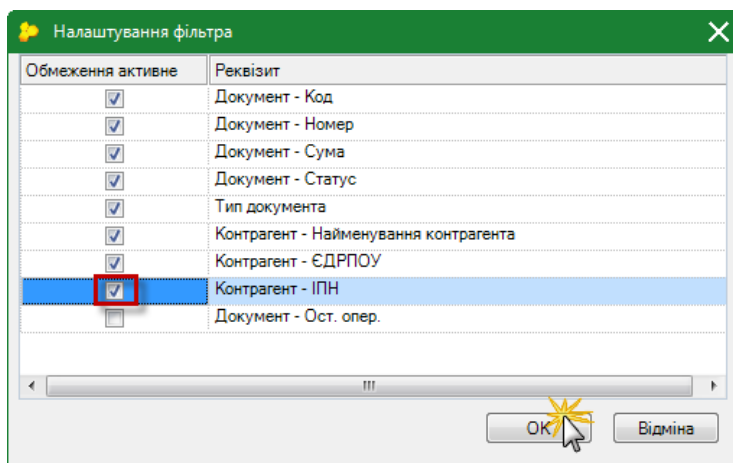 Налаштування фільтра
Обмеження активне Реквізит
Документ - Код
Документ - Номер
Документ - Сума
Документ - Статус
Тип документа
Контрагент - Найменування контрагента
Контрагент - ЄДРПОУ
Контрагент - ІПН
Документ - Ост. опер.
OK Відміна